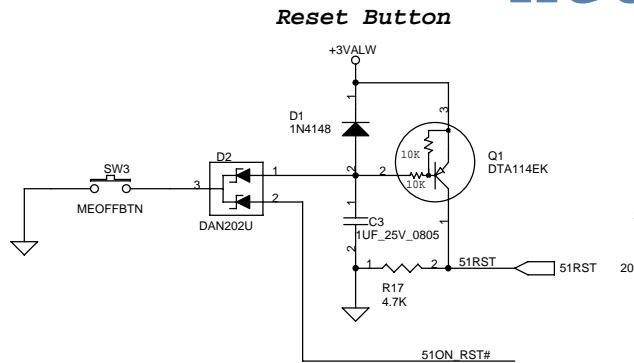 Reset Button
+3VALW
D1
1N4148
1
2
3
Q1
DTA114EK
10K
10K
2
1
SW3
MEOFFBTN
D2
3
1
2
DAN202U
1
C3
1UF_25V_0805
2
1
2
R17
4.7K
51RST
51RST
20
51ON_RST#